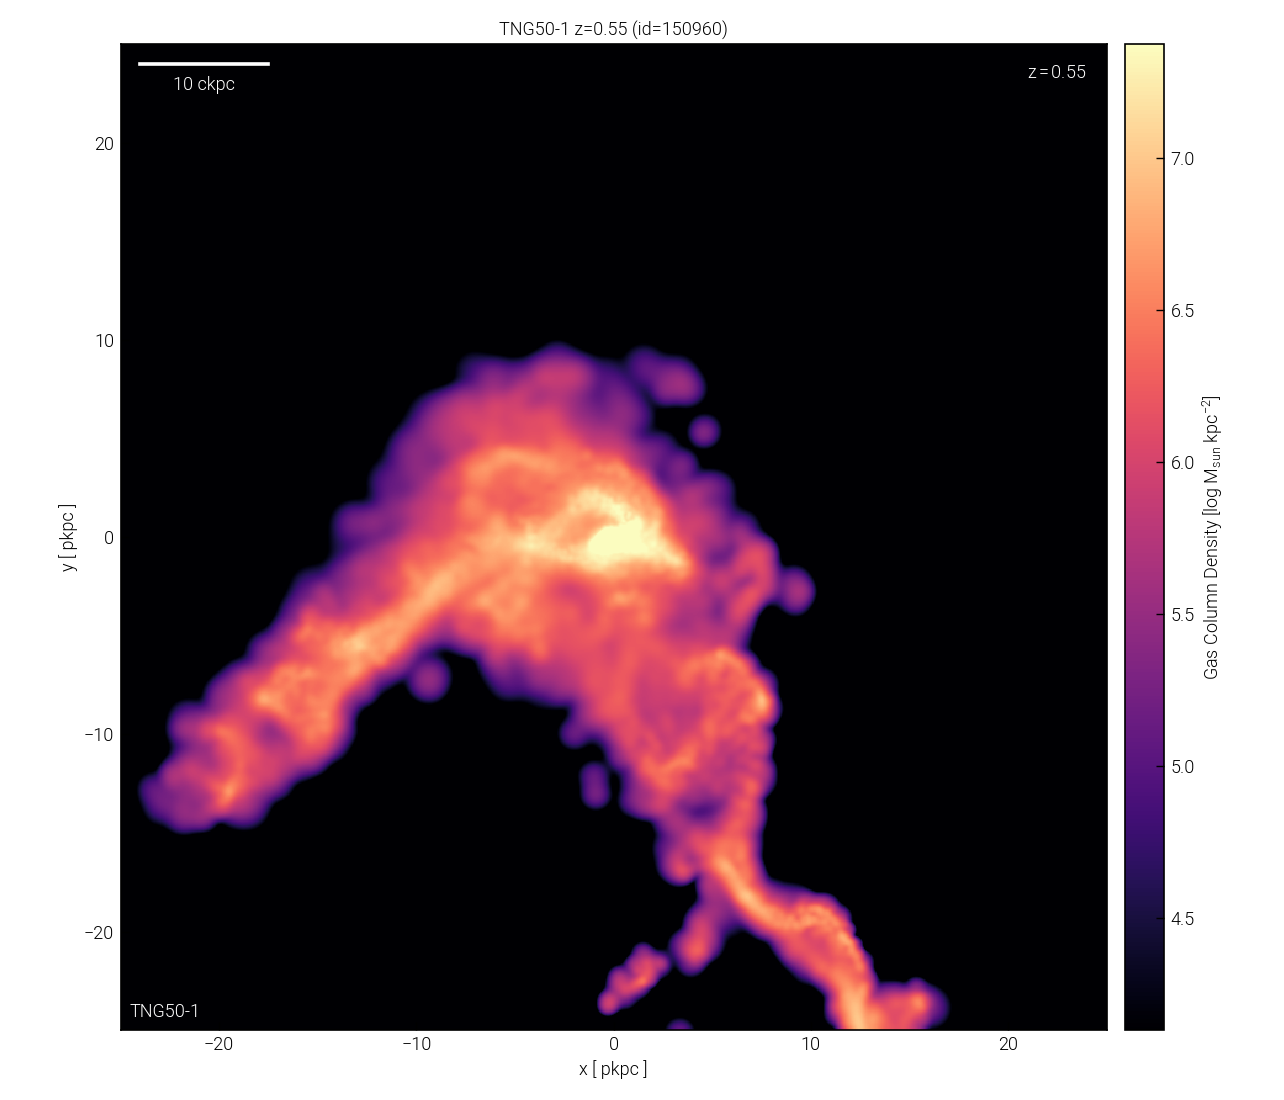 TNG50-1 z=0.55 (id=150960)
10 ckpc
z=0.55
20
10
0
−10
−20
y [ pkpc ]
TNG50-1
−20
−10
0
10
20
x [ pkpc ]
7.0
6.5
6.0
5.5
5.0
4.5
Gas Column Density [log M_sun kpc^−2]